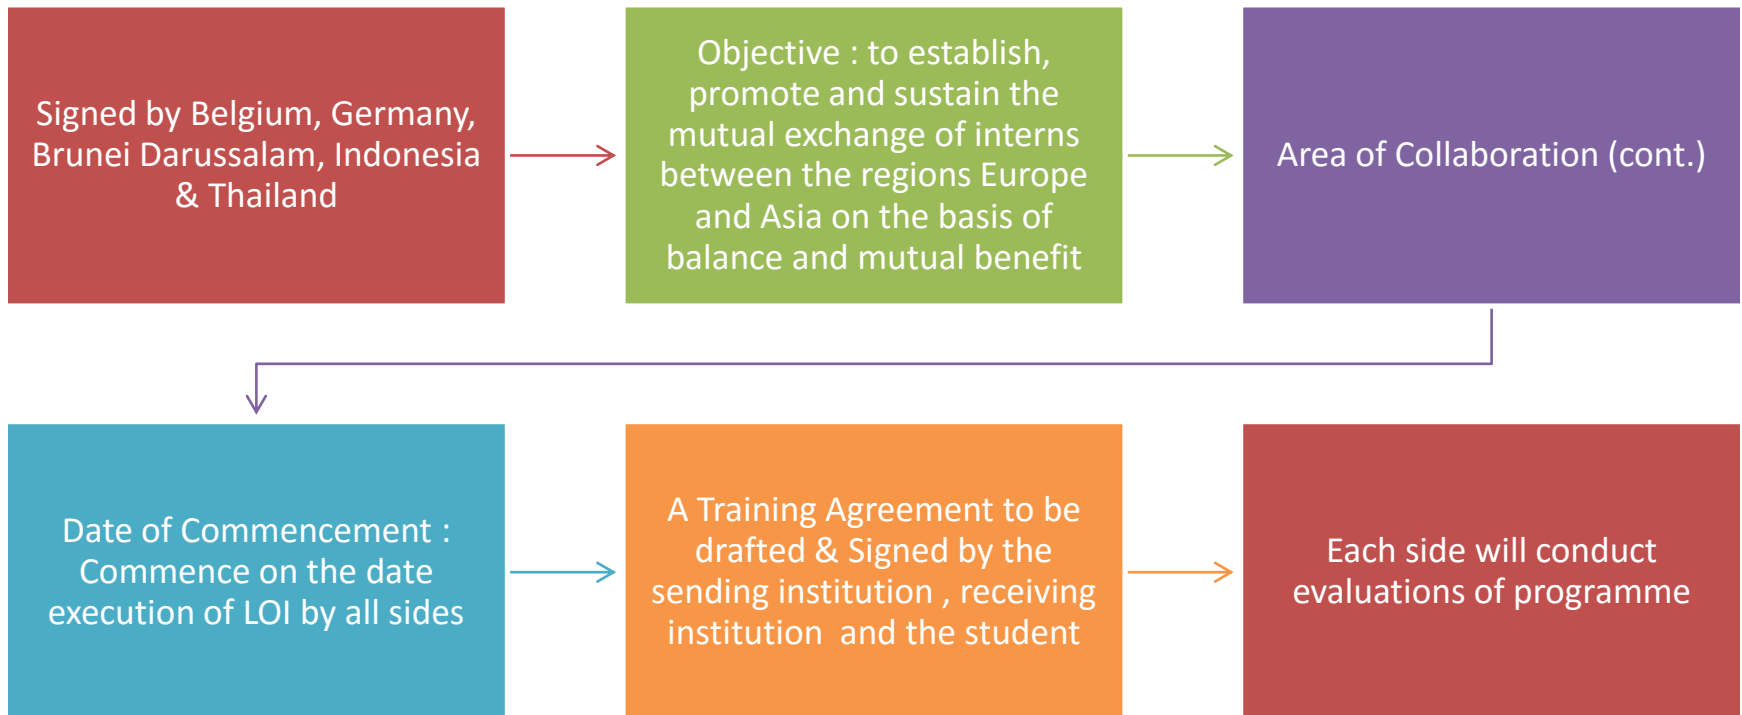 Signed by Belgium, Germany,
Brunei Darussalam, Indonesia
& Thailand
Objective : to establish,
promote and sustain the
mutual exchange of interns
between the regions Europe
and Asia on the basis of
balance and mutual benefit
Area of Collaboration (cont.)
Date of Commencement :
Commence on the date
execution of LOI by all sides
A Training Agreement to be
drafted & Signed by the
sending institution , receiving
institution  and the student
Each side will conduct
evaluations of programme